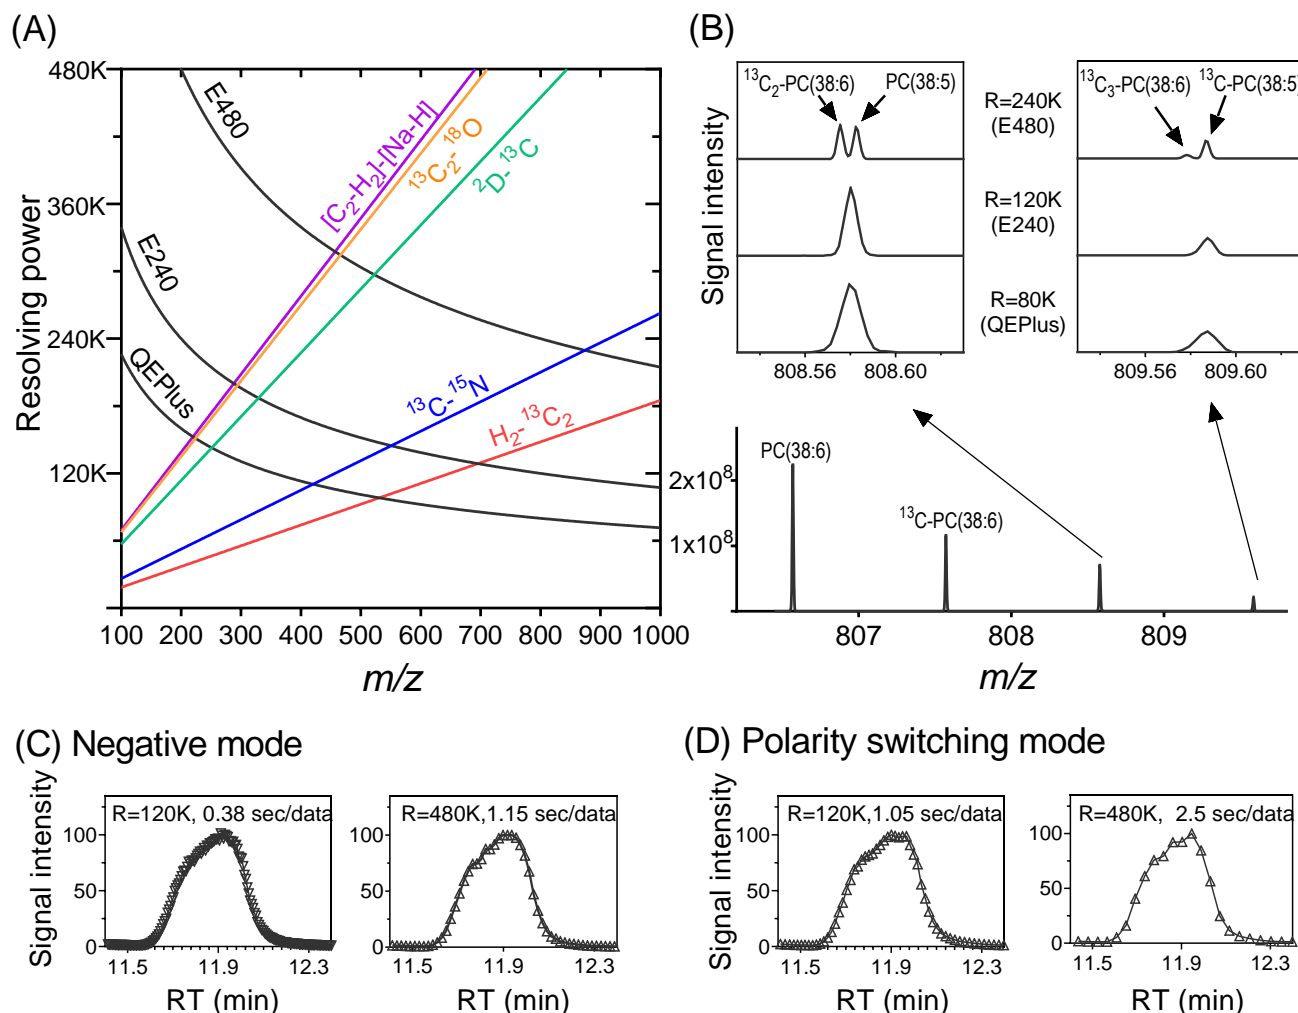 (A)
480K
360K
240K
120K
Resolving power
E480
E240
QEPlus
[C₂-H₂]-[Na-H]
¹³C₂-¹⁸O
²D-¹³C
¹³C-¹⁵N
H₂-¹³C₂
100 200 300 400 500 600 700 800 900 1000
m/z
(B)
Signal intensity
¹³C₂-PC(38:6) PC(38:5)
R=240K
(E480)
¹³C₃-PC(38:6) ¹³C-PC(38:5)
R=120K
(E240)
R=80K
(QEPlus)
808.56 808.60
809.56 809.60
2x10⁸
1x10⁸
PC(38:6)
¹³C-PC(38:6)
807 808 809
m/z
(C) Negative mode
Signal intensity
R=120K, 0.38 sec/data
100
50
0
11.5 11.9 12.3
RT (min)
R=480K,1.15 sec/data
100
50
0
11.5 11.9 12.3
RT (min)
(D) Polarity switching mode
Signal intensity
R=120K,1.05 sec/data
100
50
0
11.5 11.9 12.3
RT (min)
R=480K, 2.5 sec/data
100
50
0
11.5 11.9 12.3
RT (min)